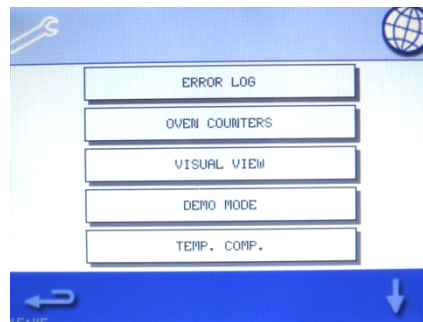 ERROR LOG
OVEN COUNTERS
VISUAL VIEW
DEMO MODE
TEMP. COMP.